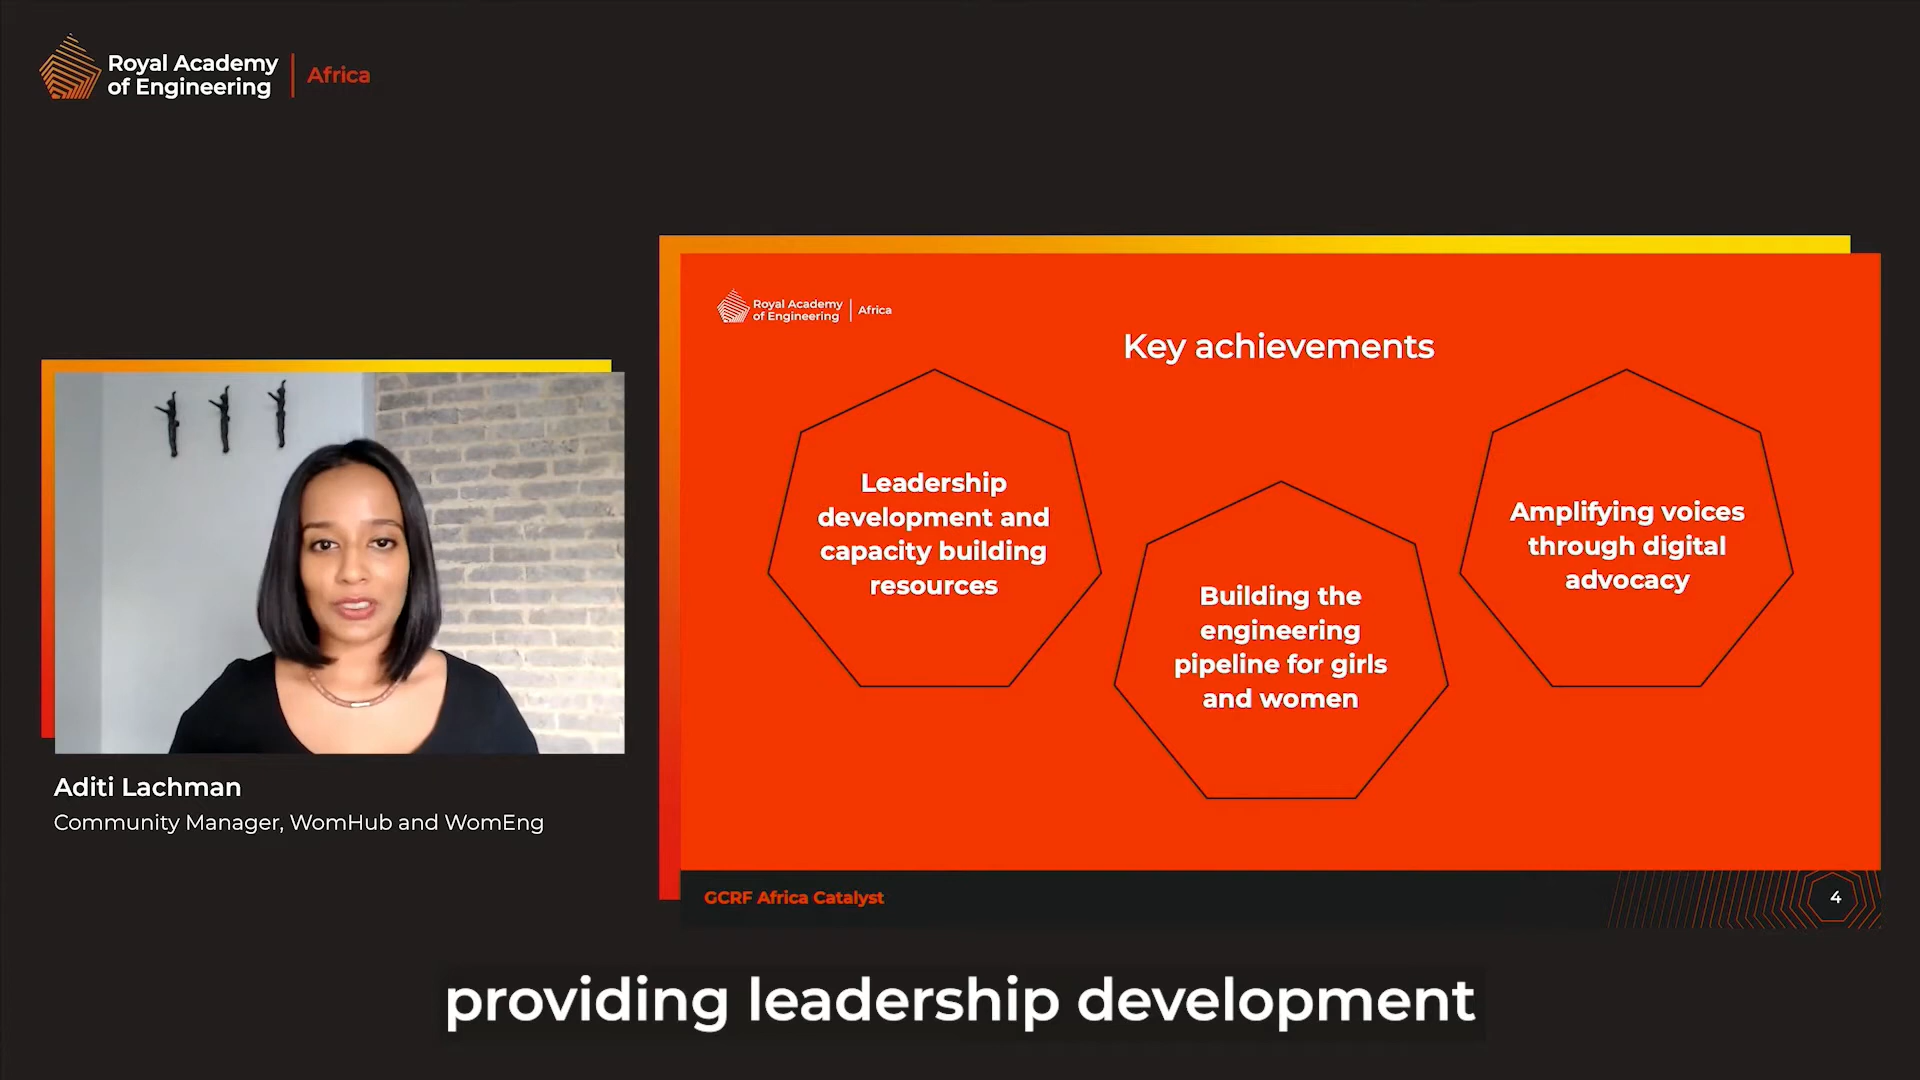 Royal Academy
of Engineering
Africa
Royal Academy
of Engineering
Africa
Key achievements
Leadership
development and
capacity building
resources
Building the
engineering
pipeline for girls
and women
Amplifying voices
through digital
advocacy
Aditi Lachman
Community Manager, WomHub and WomEng
GCRF Africa Catalyst
4
providing leadership development